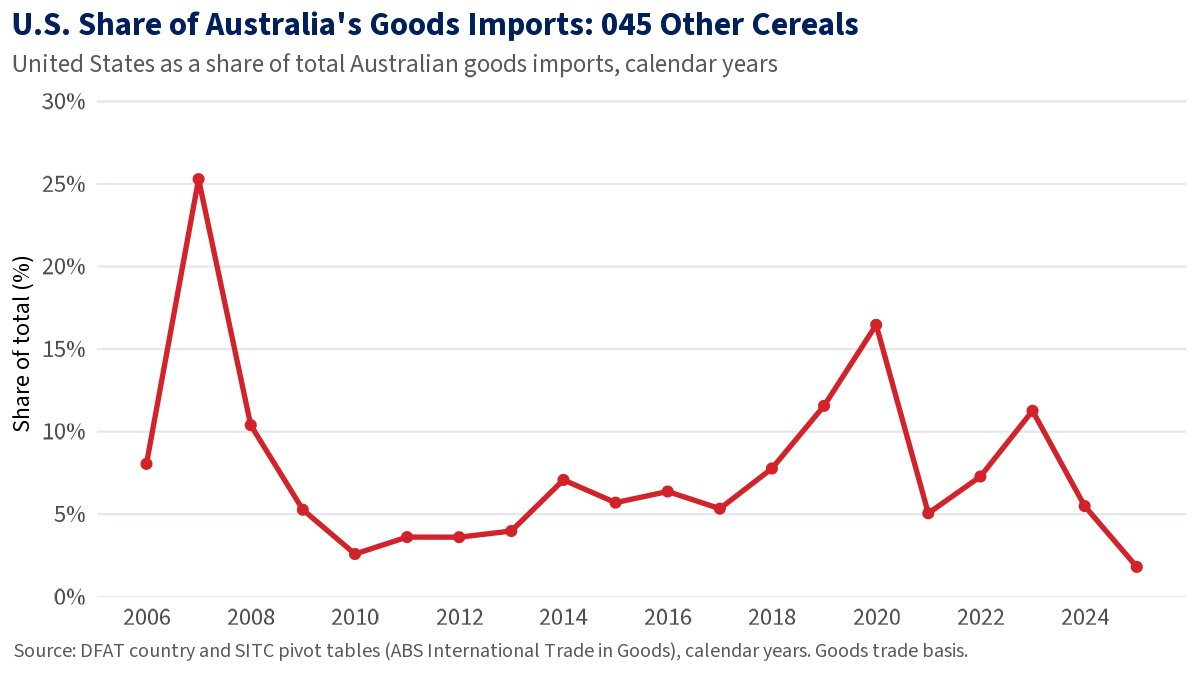 U.S. Share of Australia's Goods Imports: 045 Other Cereals
United States as a share of total Australian goods imports, calendar years
Share of total (%)
30%
25%
20%
15%
10%
5%
0%
2006 2008 2010 2012 2014 2016 2018 2020 2022 2024
Source: DFAT country and SITC pivot tables (ABS International Trade in Goods), calendar years. Goods trade basis.